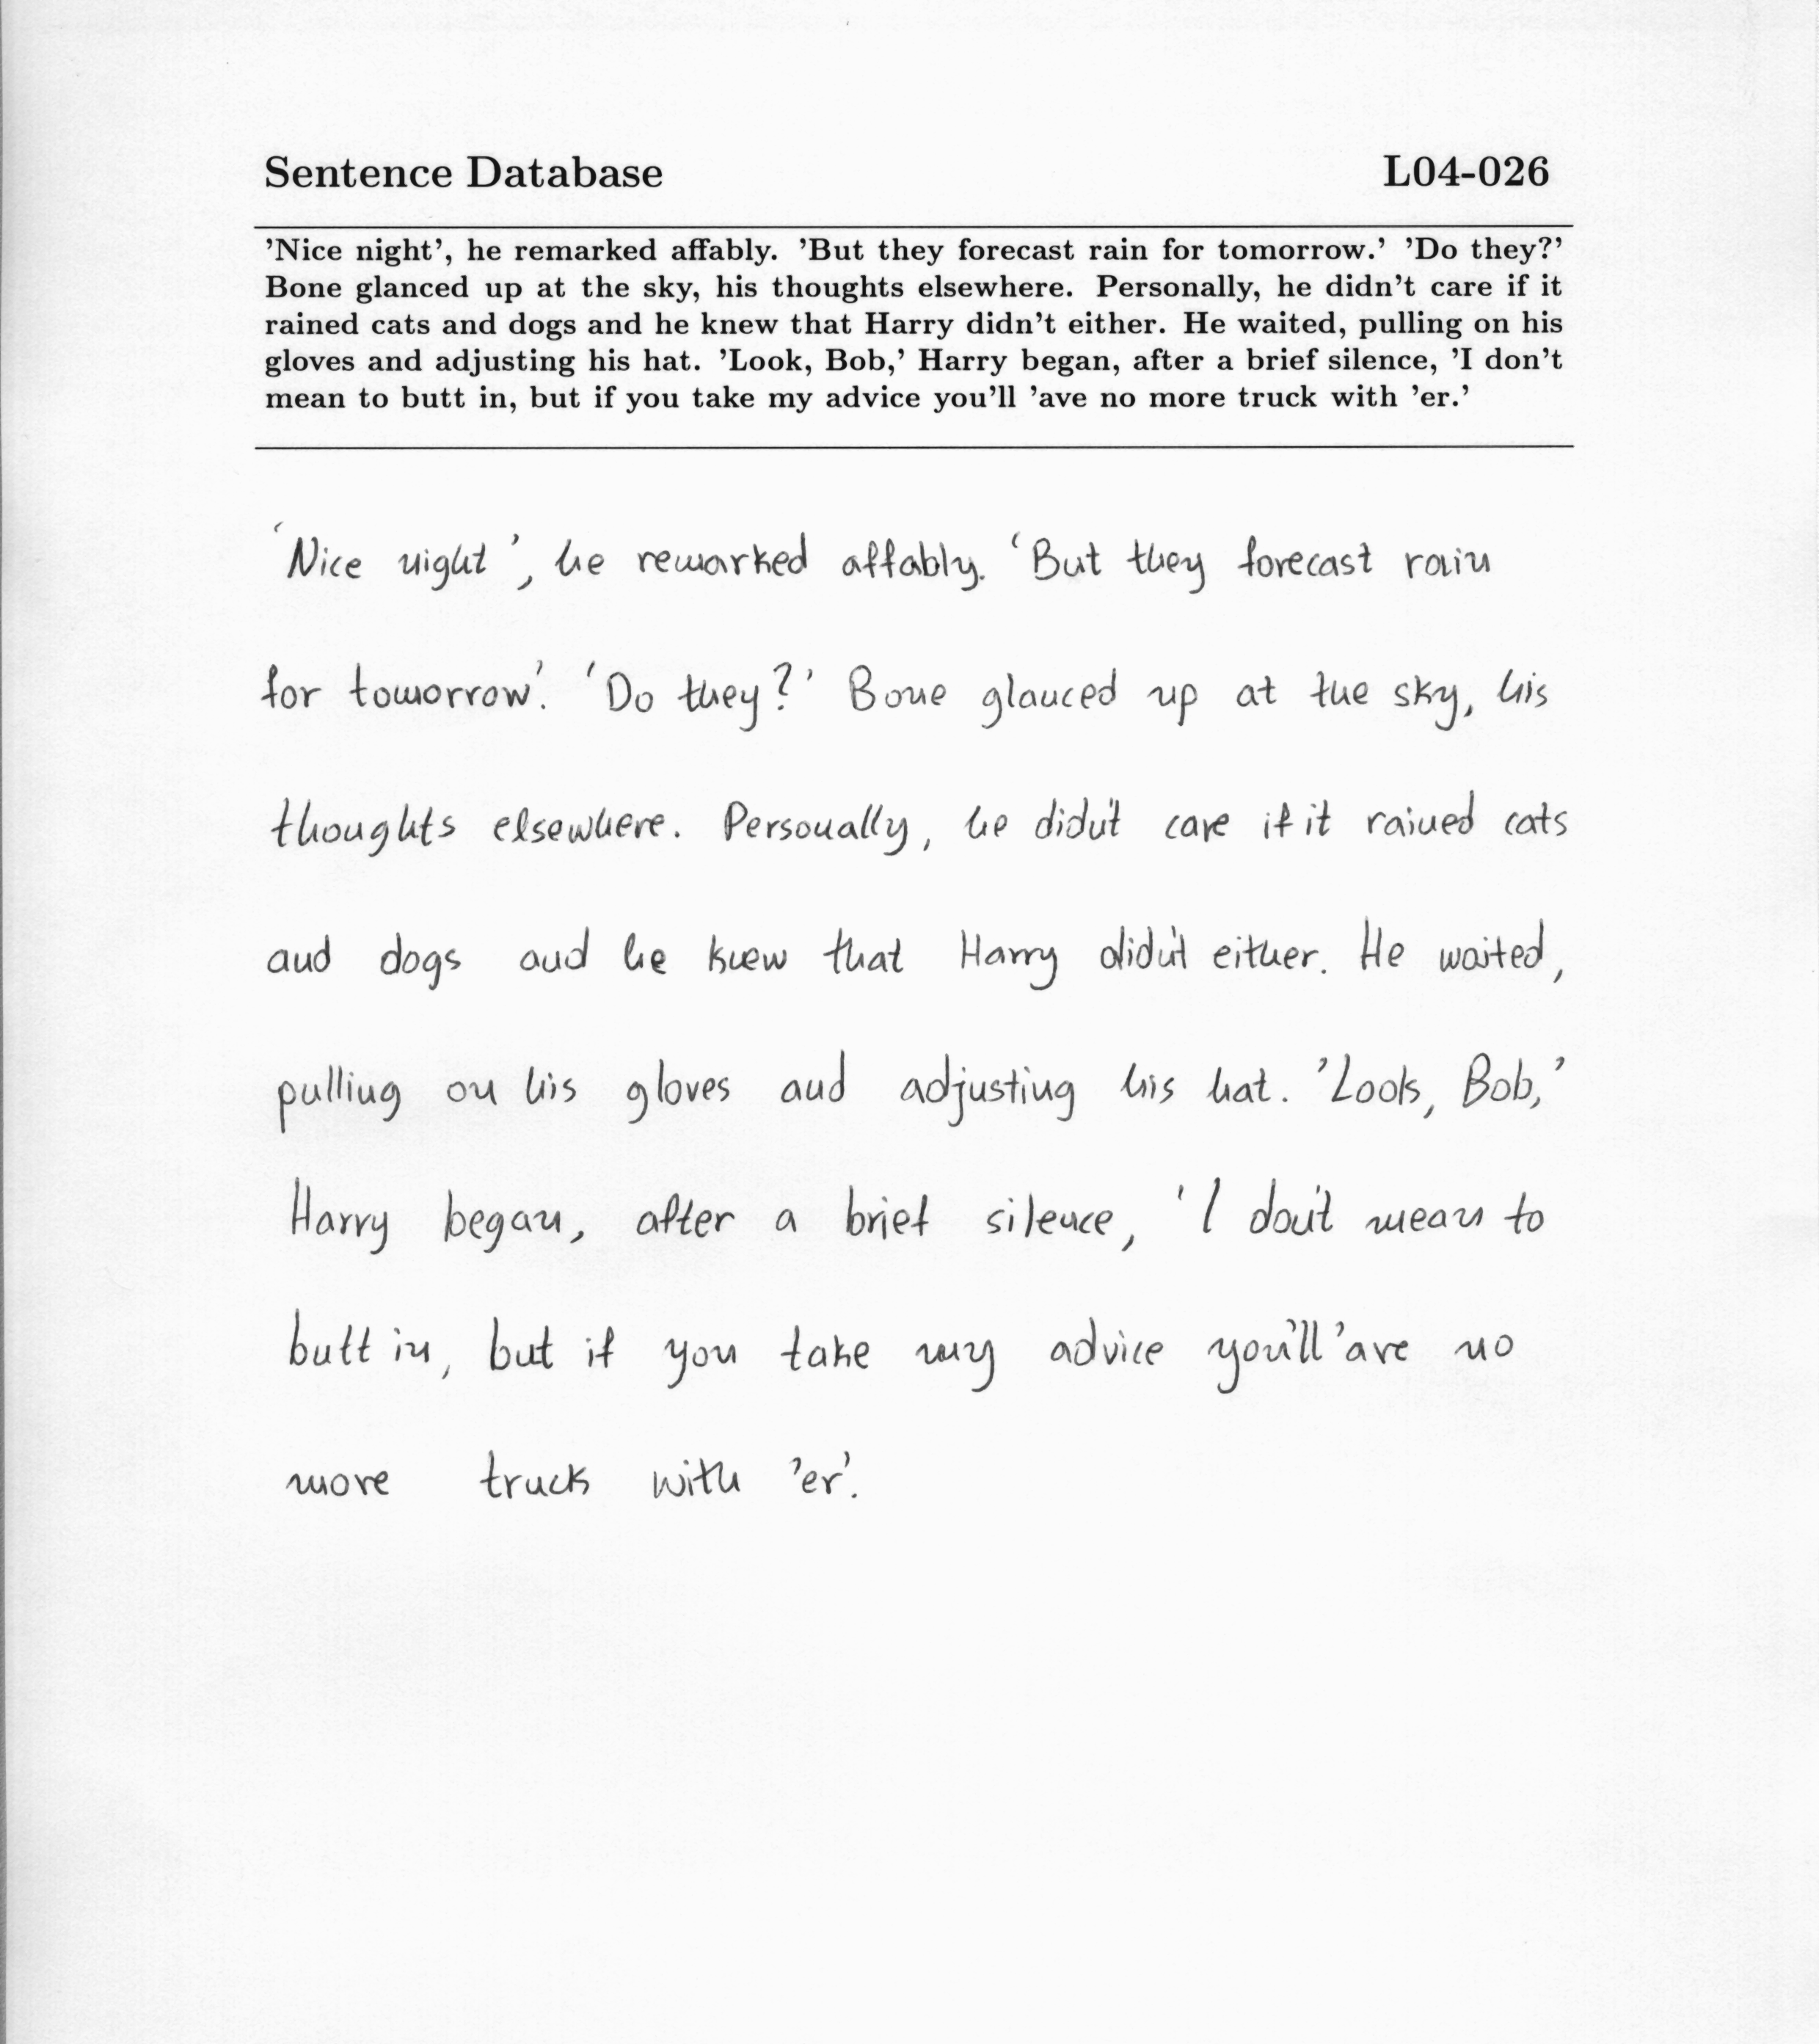 Sentence Database L04-026
'Nice night', he remarked affably. 'But they forecast rain for tomorrow.' 'Do they?'
Bone glanced up at the sky, his thoughts elsewhere. Personally, he didn't care if it
rained cats and dogs and he knew that Harry didn't either. He waited, pulling on his
gloves and adjusting his hat. 'Look, Bob,' Harry began, after a brief silence, 'I don't
mean to butt in, but if you take my advice you'll 'ave no more truck with 'er.'
'Nice night', he remarked affably. 'But they forecast rain
for tomorrow'. 'Do they?' Bone glanced up at the sky, his
thoughts elsewhere. Personally, he didn't care if it rained cats
and dogs and he knew that Harry didn't either. He waited,
pulling on his gloves and adjusting his hat. 'Look, Bob,'
Harry began, after a brief silence, 'I don't mean to
butt in, but if you take my advice you'll 'ave no
more truck with 'er'.